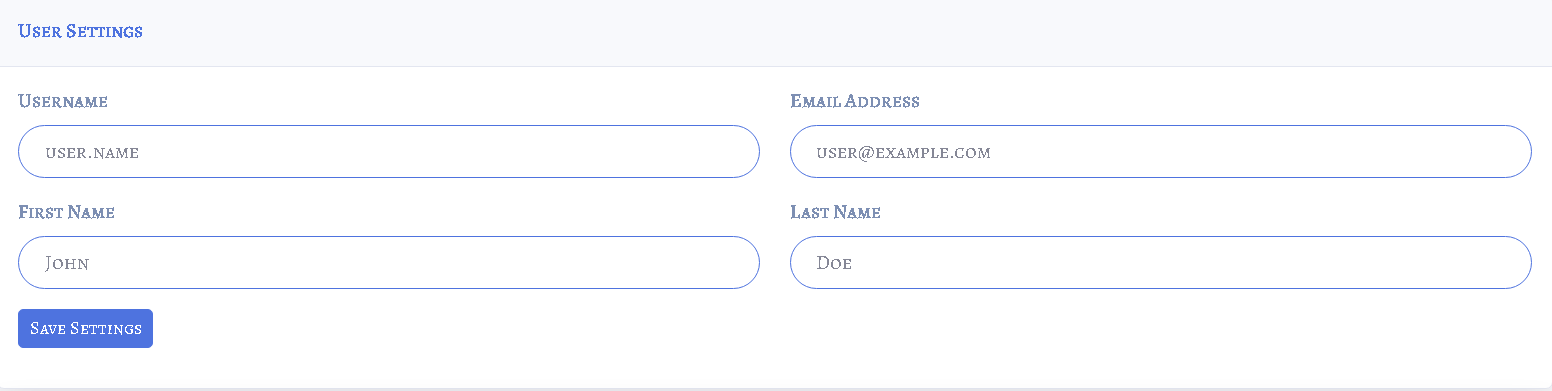 User Settings
Username
Email Address
user.name
user@example.com
First Name
Last Name
John
Doe
Save Settings